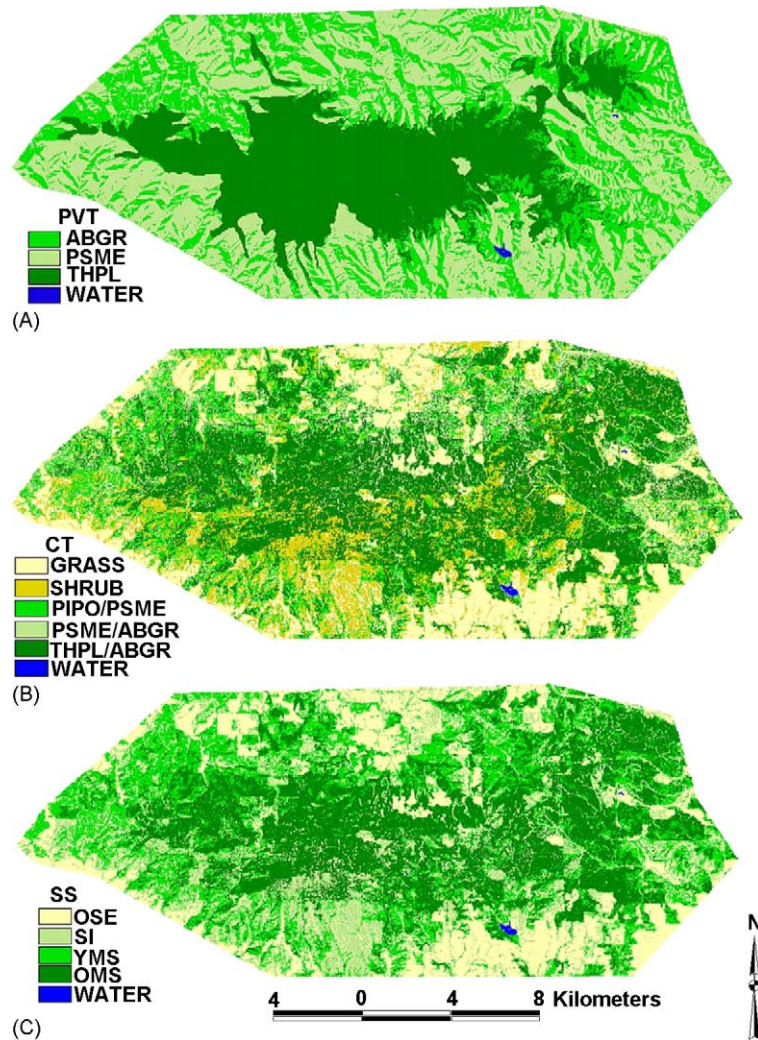 PVT
ABGR
PSME
THPL
WATER
(A)
CT
GRASS
SHRUB
PIPO/PSME
PSME/ABGR
THPL/ABGR
WATER
(B)
SS
OSE
SI
YMS
OMS
WATER
(C)
4 0 4 8 Kilometers
N